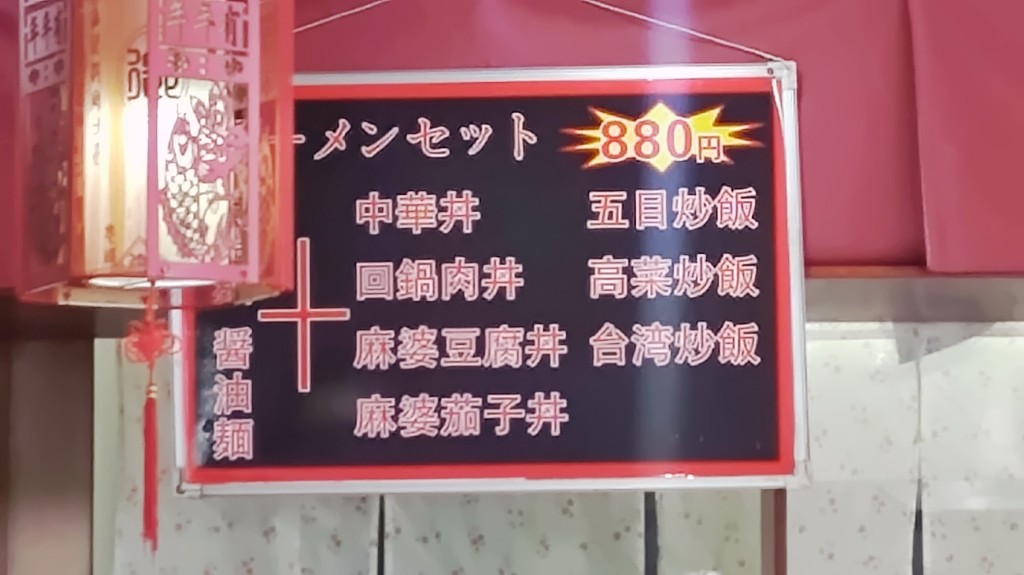 ーメンセット 880円
中華丼 五目炒飯
回鍋肉丼 高菜炒飯
麻婆豆腐丼 台湾炒飯
麻婆茄子丼
醤油麺
+